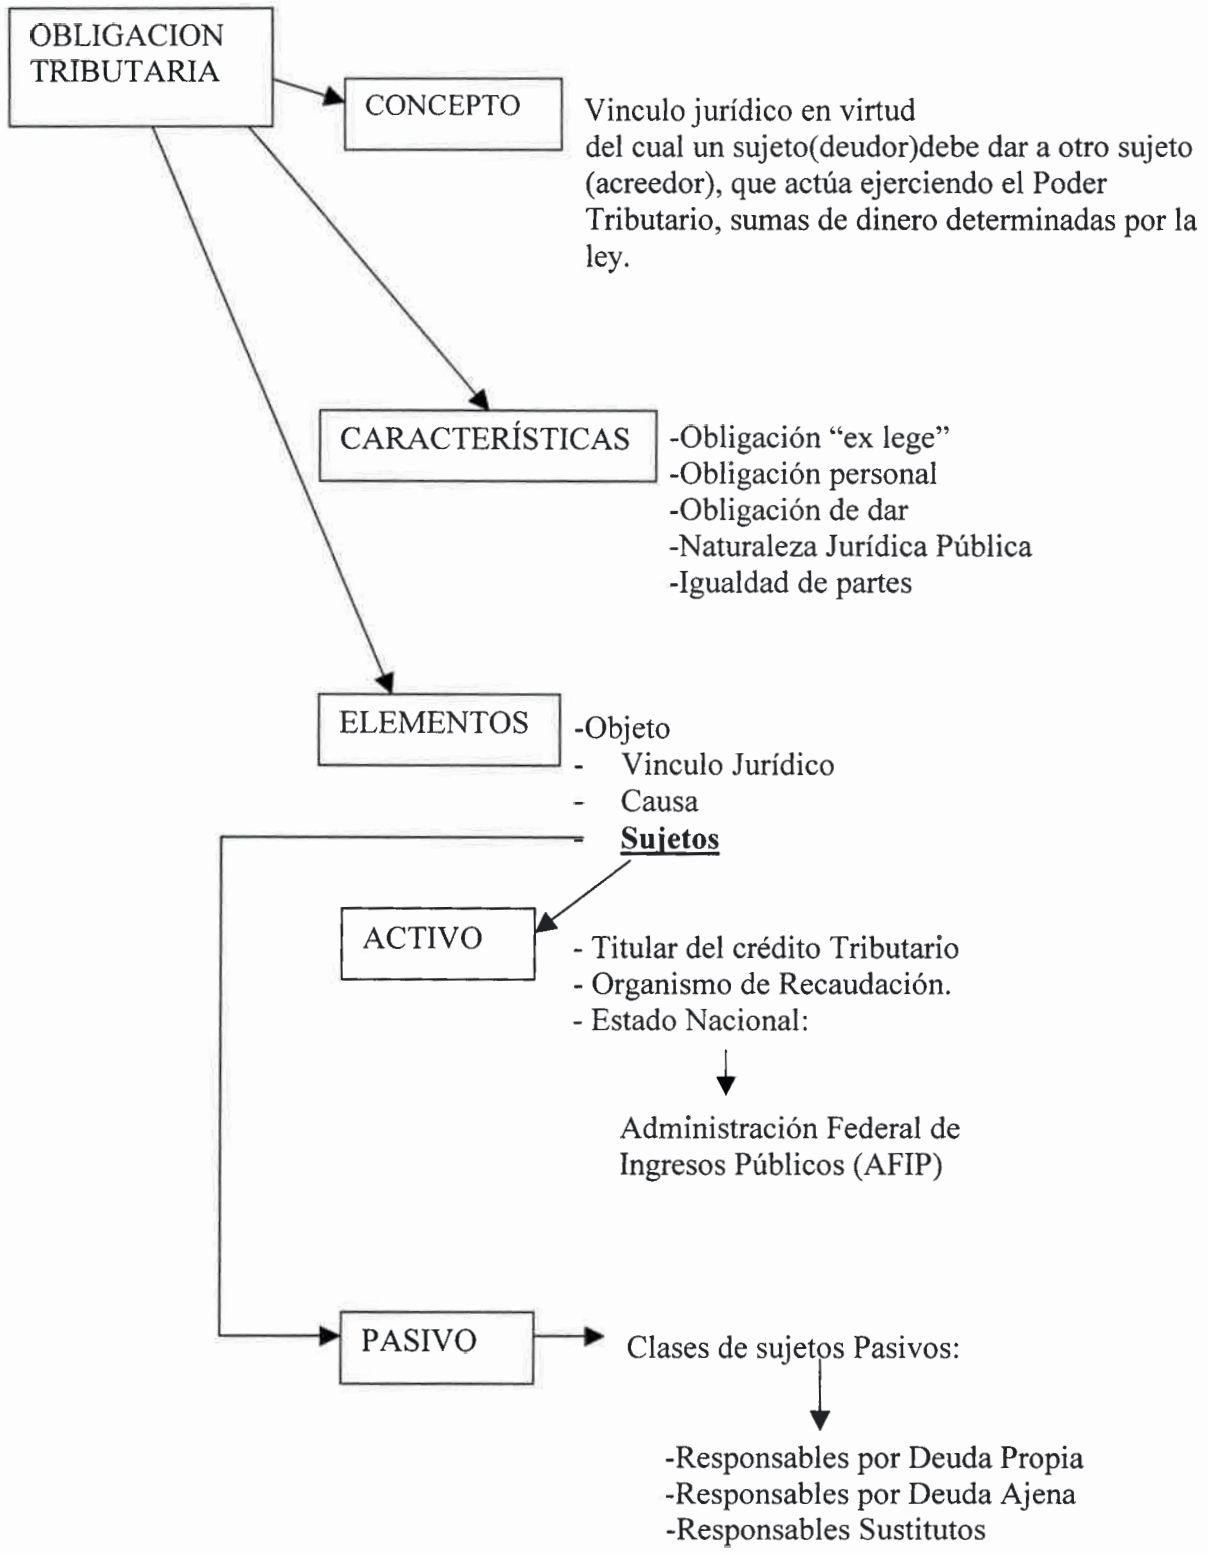 OBLIGACION
TRIBUTARIA
CONCEPTO
Vinculo jurídico en virtud
del cual un sujeto(deudor)debe dar a otro sujeto
(acreedor), que actúa ejerciendo el Poder
Tributario, sumas de dinero determinadas por la
ley.
CARACTERÍSTICAS
-Obligación “ex lege”
-Obligación personal
-Obligación de dar
-Naturaleza Jurídica Pública
-Igualdad de partes
ELEMENTOS
-Objeto
- Vinculo Jurídico
- Causa
- Sujetos
ACTIVO
- Titular del crédito Tributario
- Organismo de Recaudación.
- Estado Nacional:
Administración Federal de
Ingresos Públicos (AFIP)
PASIVO
Clases de sujetos Pasivos:
-Responsables por Deuda Propia
-Responsables por Deuda Ajena
-Responsables Sustitutos